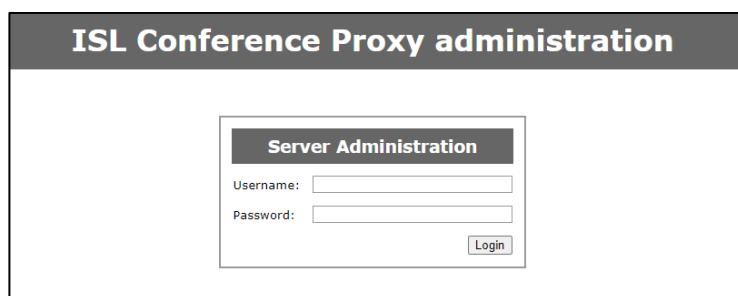 ISL Conference Proxy administration
Server Administration
Username:
Password:
Login